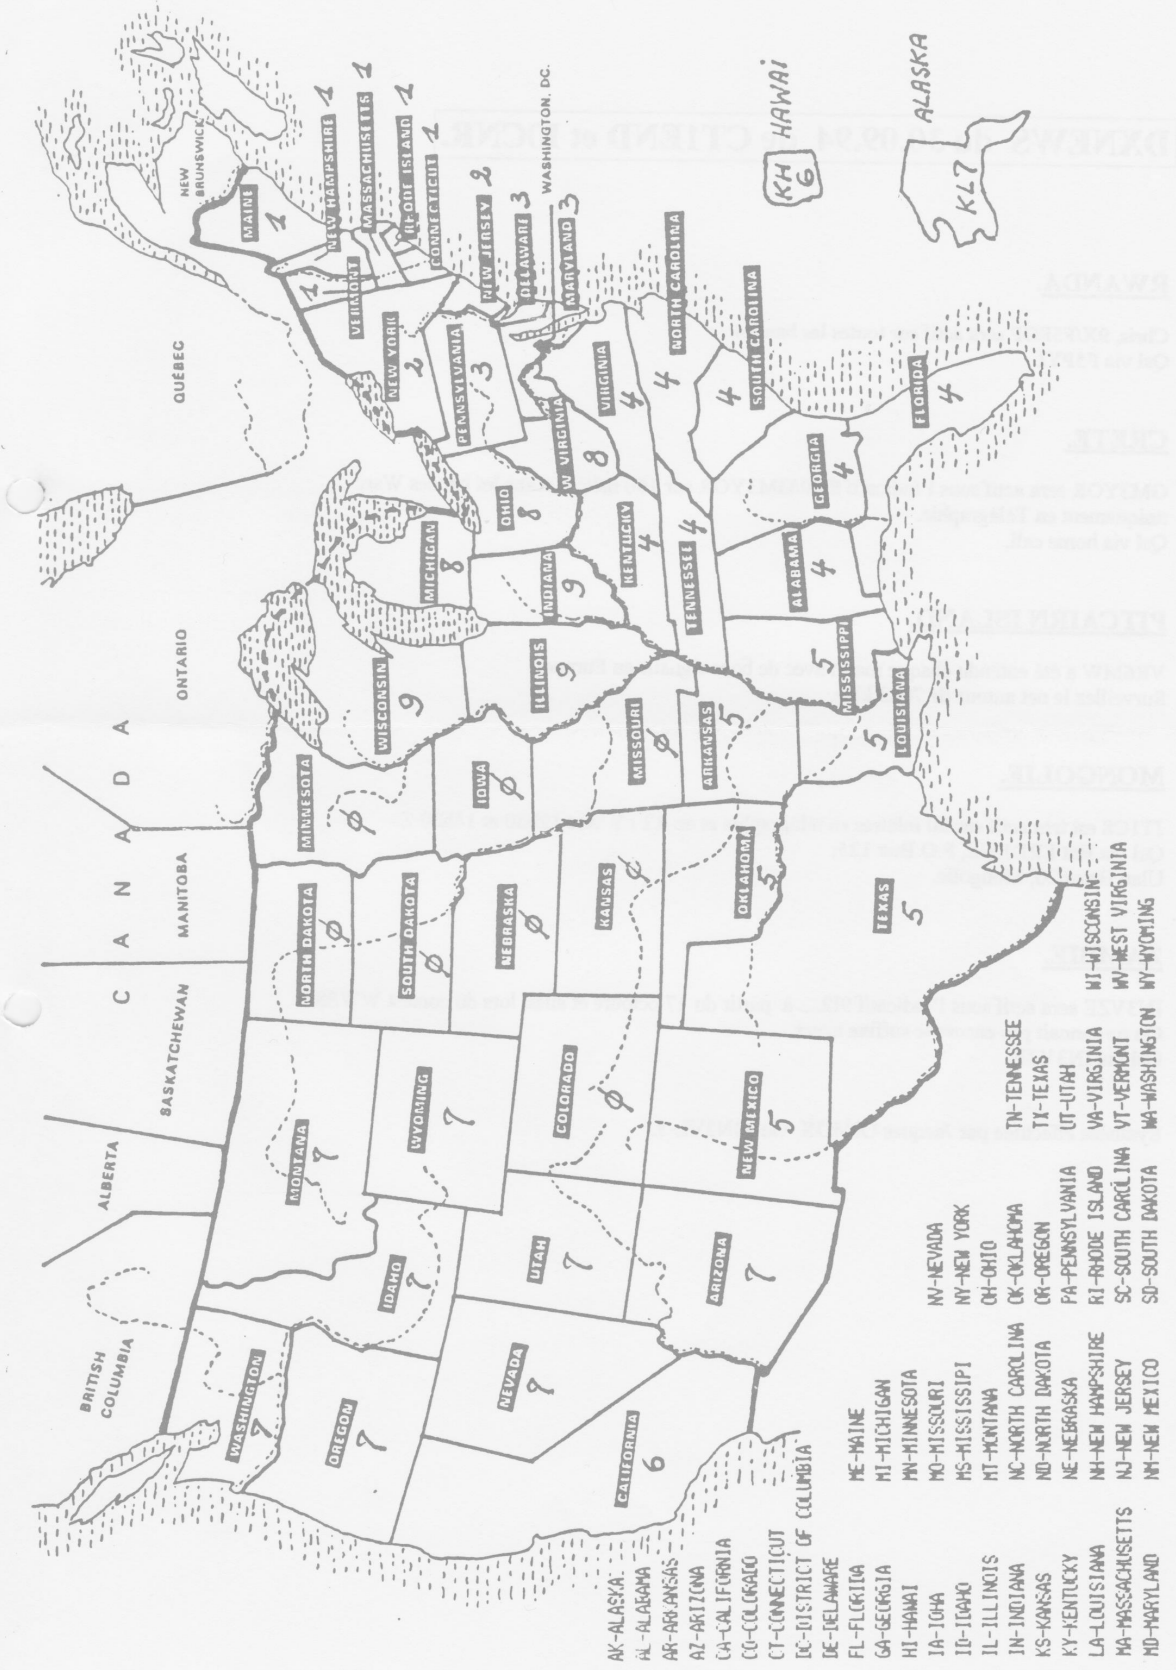 CANADA
BRITISH
COLUMBIA
ALBERTA
SASKATCHEWAN
MANITOBA
ONTARIO
QUÉBEC
NEW
BRUNSWICK
WASHINGTON
7
OREGON
7
CALIFORNIA
6
NEVADA
7
IDAHO
7
MONTANA
7
WYOMING
7
UTAH
7
ARIZONA
7
COLORADO
Ø
NEW MEXICO
5
NORTH DAKOTA
Ø
SOUTH DAKOTA
Ø
NEBRASKA
Ø
KANSAS
Ø
OKLAHOMA
5
TEXAS
5
MINNESOTA
Ø
IOWA
Ø
MISSOURI
Ø
ARKANSAS
5
LOUISIANA
5
WISCONSIN
9
ILLINOIS
9
MISSISSIPPI
5
MICHIGAN
8
INDIANA
9
KENTUCKY
4
TENNESSEE
4
ALABAMA
4
OHIO
8
W VIRGINIA
8
GEORGIA
4
FLORIDA
4
PENNSYLVANIA
3
NEW YORK
2
VIRGINIA
4
NORTH CAROLINA
4
SOUTH CAROLINA
4
VERMONT
1
MAINE
1
NEW HAMPSHIRE 1
MASSACHUSETTS 1
RHODE ISLAND 1
CONNECTICUT 1
NEW JERSEY 2
DELAWARE 3
WASHINGTON, DC.
MARYLAND 3
KH
6
HAWAI
KL7
ALASKA
AK-ALASKA
AL-ALABAMA
AR-ARKANSAS
AZ-ARIZONA
CA-CALIFORNIA
CO-COLORADO
CT-CONNECTICUT
DC-DISTRICT OF COLUMBIA
DE-DELAWARE
FL-FLORIDA
GA-GEORGIA
HI-HAWAI
IA-IOHA
ID-IDAHO
IL-ILLINOIS
IN-INDIANA
KS-KANSAS
KY-KENTUCKY
LA-LOUISIANA
MA-MASSACHUSETTS
MD-MARYLAND
ME-MAINE
MI-MICHIGAN
MN-MINNESOTA
MO-MISSOURI
MS-MISSISSIPI
MT-MONTANA
NC-NORTH CAROLINA
ND-NORTH DAKOTA
NE-NEBRASKA
NH-NEW HAMPSHIRE
NJ-NEW JERSEY
NM-NEW MEXICO
NV-NEVADA
NY-NEW YORK
OH-OHIO
OK-OKLAHOMA
OR-OREGON
PA-PENNSYLVANIA
RI-RHODE ISLAND
SC-SOUTH CAROLINA
SD-SOUTH DAKOTA
TN-TENNESSEE
TX-TEXAS
UT-UTAH
VA-VIRGINIA
VT-VERMONT
WA-WASHINGTON
WI-WISCONSIN
WV-WEST VIRGINIA
WY-WYOMING